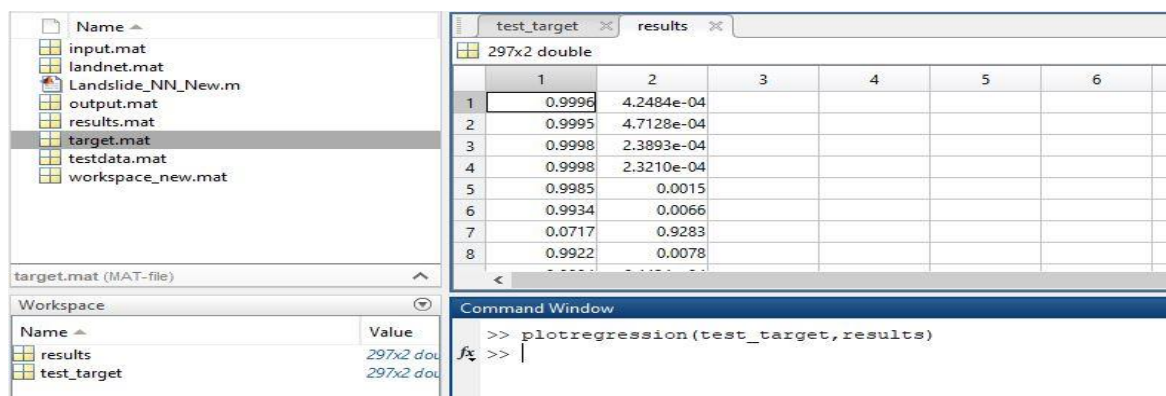 Name
input.mat
landnet.mat
Landslide_NN_New.m
output.mat
results.mat
target.mat
testdata.mat
workspace_new.mat
target.mat (MAT-file)
Workspace
Name Value
results 297x2 dou
test_target 297x2 dou
test_target results
297x2 double
1 2 3 4 5 6
1 0.9996 4.2484e-04
2 0.9995 4.7128e-04
3 0.9998 2.3893e-04
4 0.9998 2.3210e-04
5 0.9985 0.0015
6 0.9934 0.0066
7 0.0717 0.9283
8 0.9922 0.0078
Command Window
>> plotregression(test_target,results)
fx >>